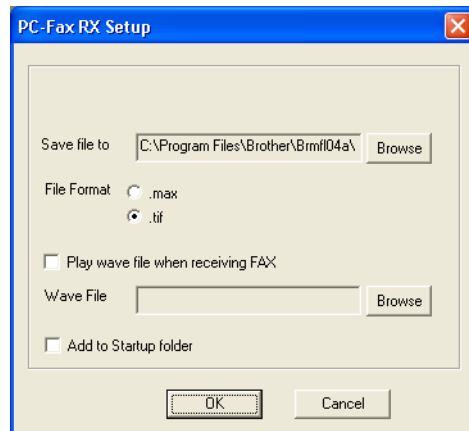 PC-Fax RX Setup
Save file to C:\Program Files\Brother\Brmfl04a\ Browse
File Format .max
.tif
Play wave file when receiving FAX
Wave File Browse
Add to Startup folder
OK Cancel